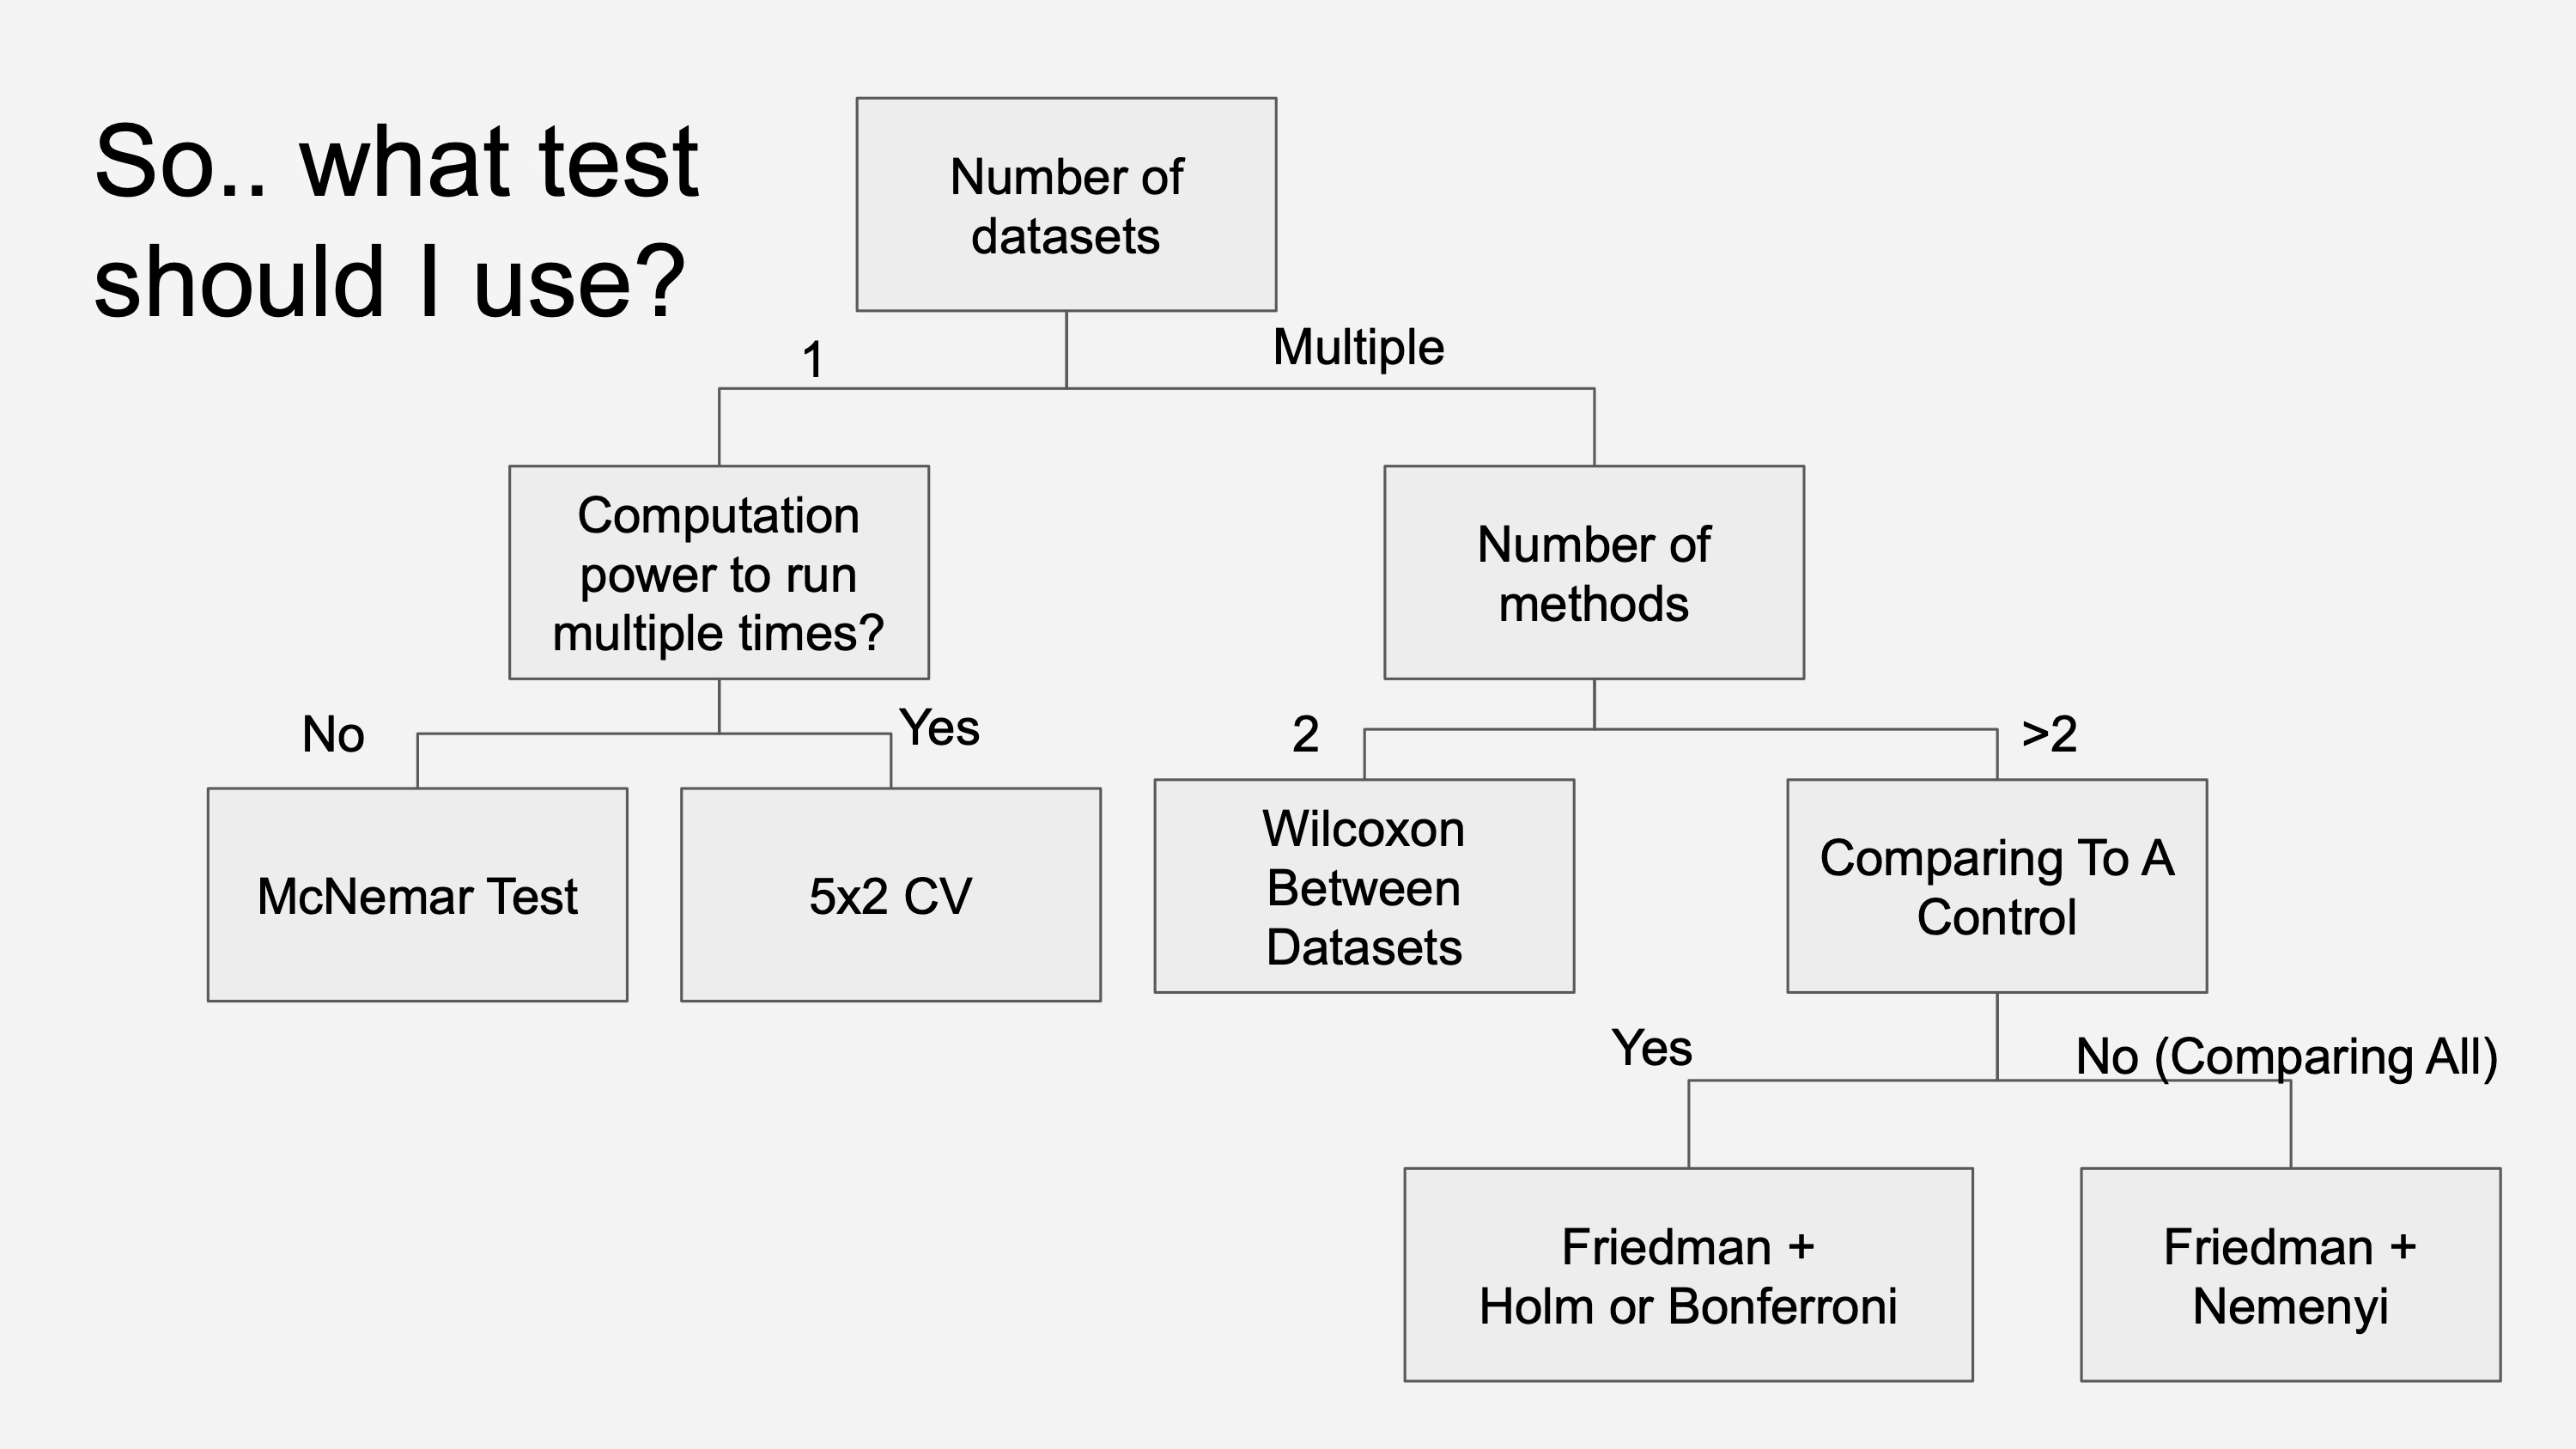 So.. what test
should I use?
Number of
datasets
1
Multiple
Computation
power to run
multiple times?
Number of
methods
No
Yes
2
>2
McNemar Test
5x2 CV
Wilcoxon
Between
Datasets
Comparing To A
Control
Yes
No (Comparing All)
Friedman +
Holm or Bonferroni
Friedman +
Nemenyi